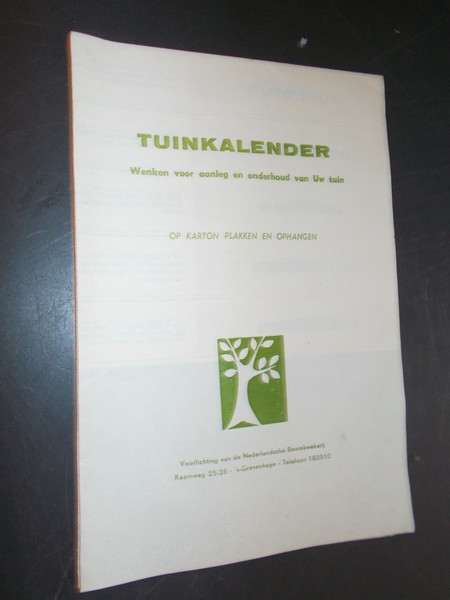 TUINKALENDER
Wenken voor aanleg en onderhoud van Uw tuin
OP KARTON PLAKKEN EN OPHANGEN
Voorlichting van de Nederlandsche Boomkwekerij
Raamweg 25-26 - 's-Gravenhage - Telefoon 183510